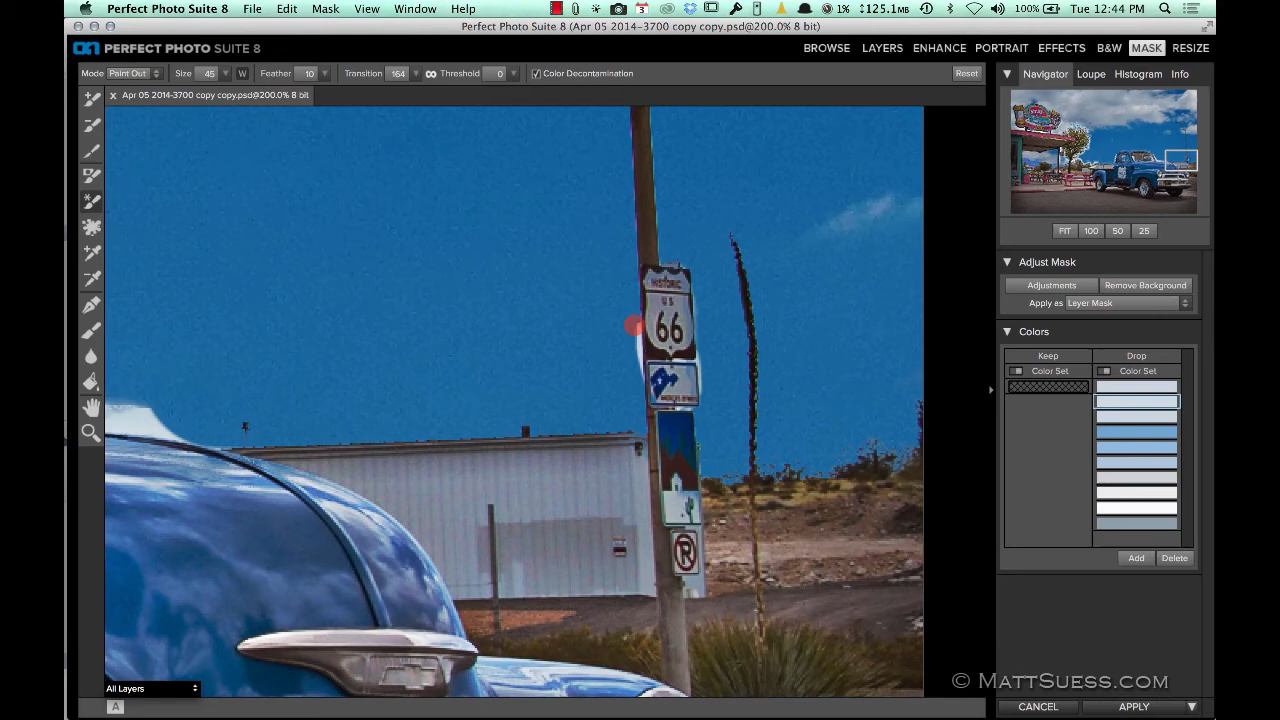 Perfect Photo Suite 8 File Edit Mask View Window Help 3 1% 125.1MB 100% Tue 12:44 PM
Perfect Photo Suite 8 (Apr 05 2014-3700 copy copy.psd@200.0% 8 bit)
on PERFECT PHOTO SUITE 8 BROWSE LAYERS ENHANCE PORTRAIT EFFECTS B&W MASK RESIZE
Mode Paint Out Size 45 W Feather 10 Transition 164 Threshold 0 Color Decontamination Reset
Navigator Loupe Histogram Info
x Apr 05 2014-3700 copy copy.psd@200.0% 8 bit
FIT 100 50 25
Adjust Mask
Adjustments Remove Background
Apply as Layer Mask
Colors
Keep Drop
Color Set Color Set
Add Delete
HISTORIC
U S
66
R
All Layers
A
© MATTSUESS.COM
CANCEL APPLY